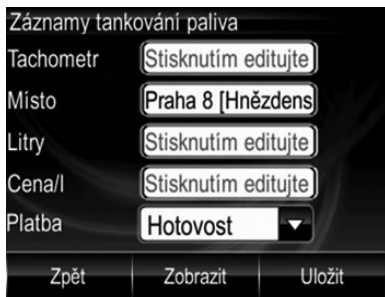 Záznamy tankování paliva
Tachometr Stisknutím editujte
Místo Praha 8 [Hnězdens
Litry Stisknutím editujte
Cena/l Stisknutím editujte
Platba Hotovost
Zpět Zobrazit Uložit